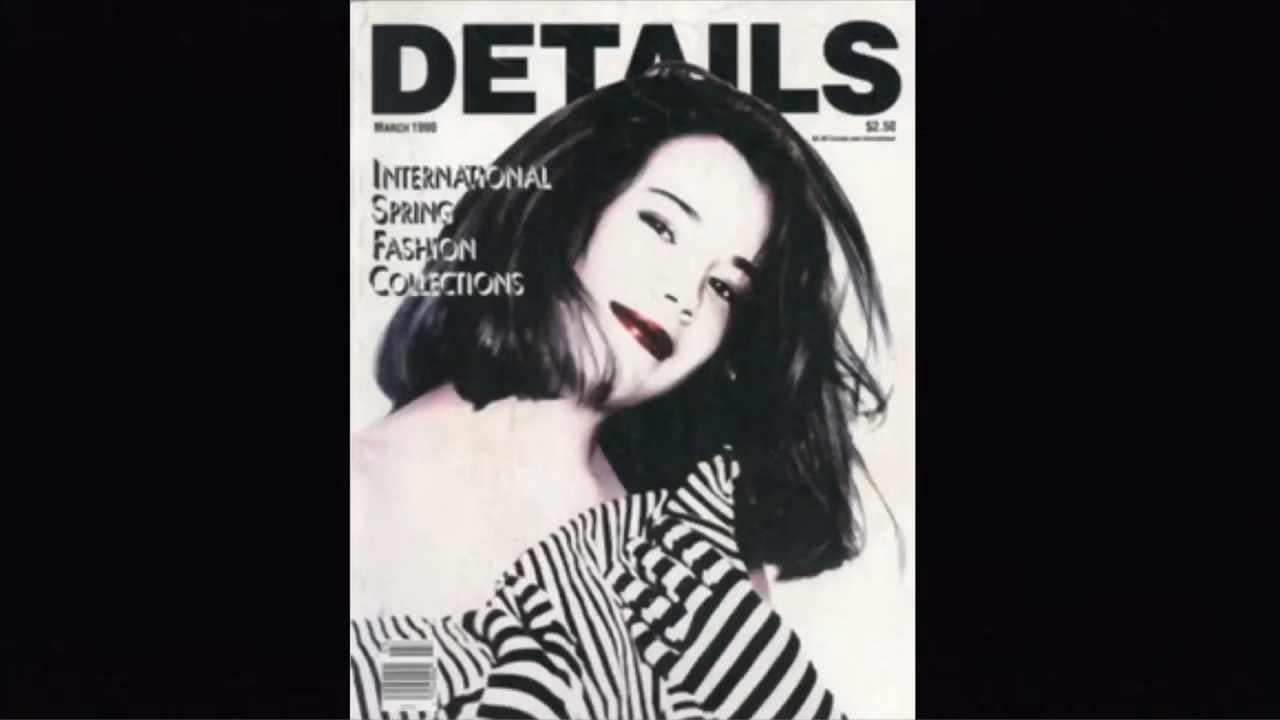 DETAILS
MARCH 1990
$2.50
INTERNATIONAL
SPRING
FASHION
COLLECTIONS